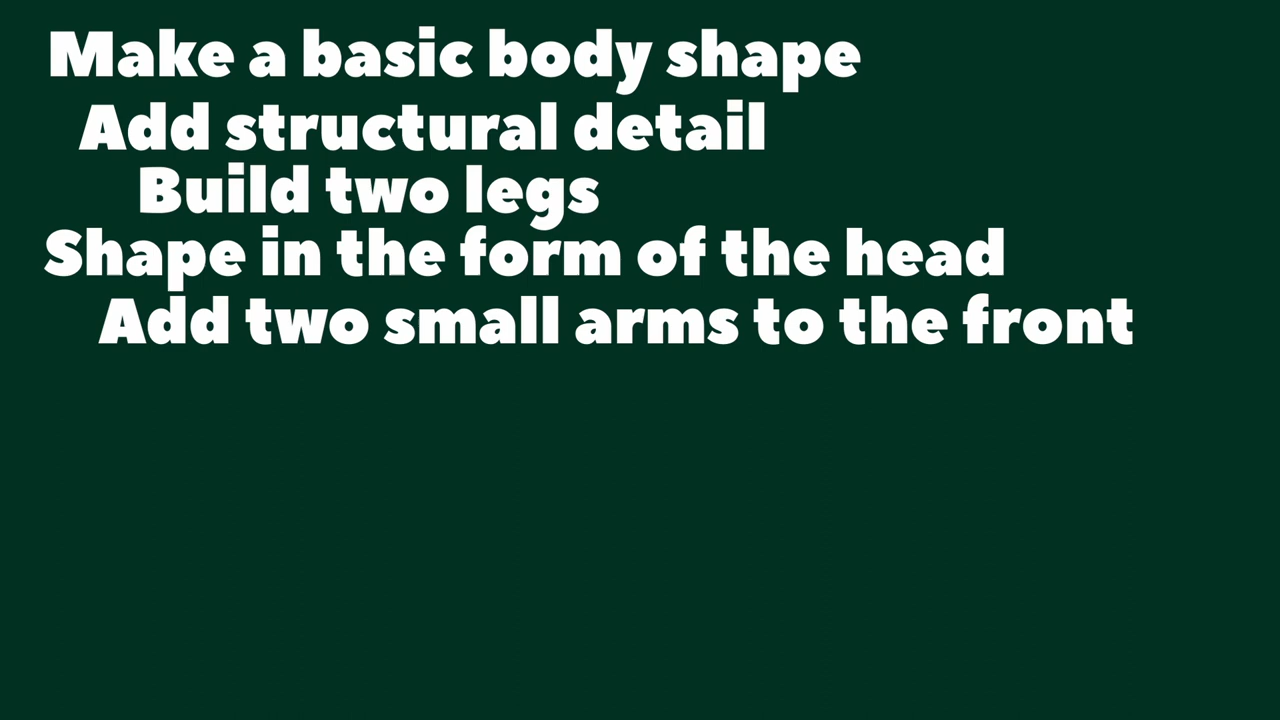 Make a basic body shape
Add structural detail
Build two legs
Shape in the form of the head
Add two small arms to the front